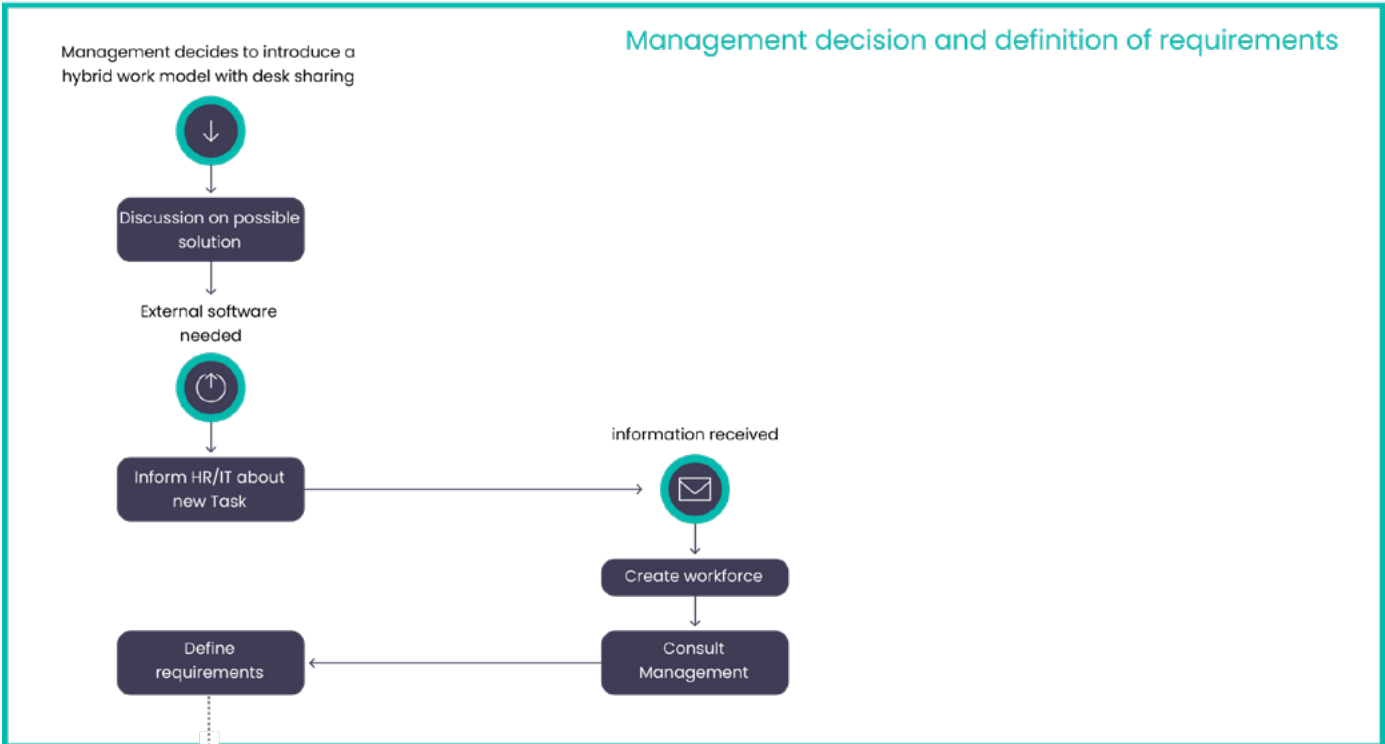 Management decision and definition of requirements
Management decides to introduce a
hybrid work model with desk sharing
Discussion on possible
solution
External software
needed
Inform HR/IT about
new Task
information received
Create workforce
Consult
Management
Define
requirements